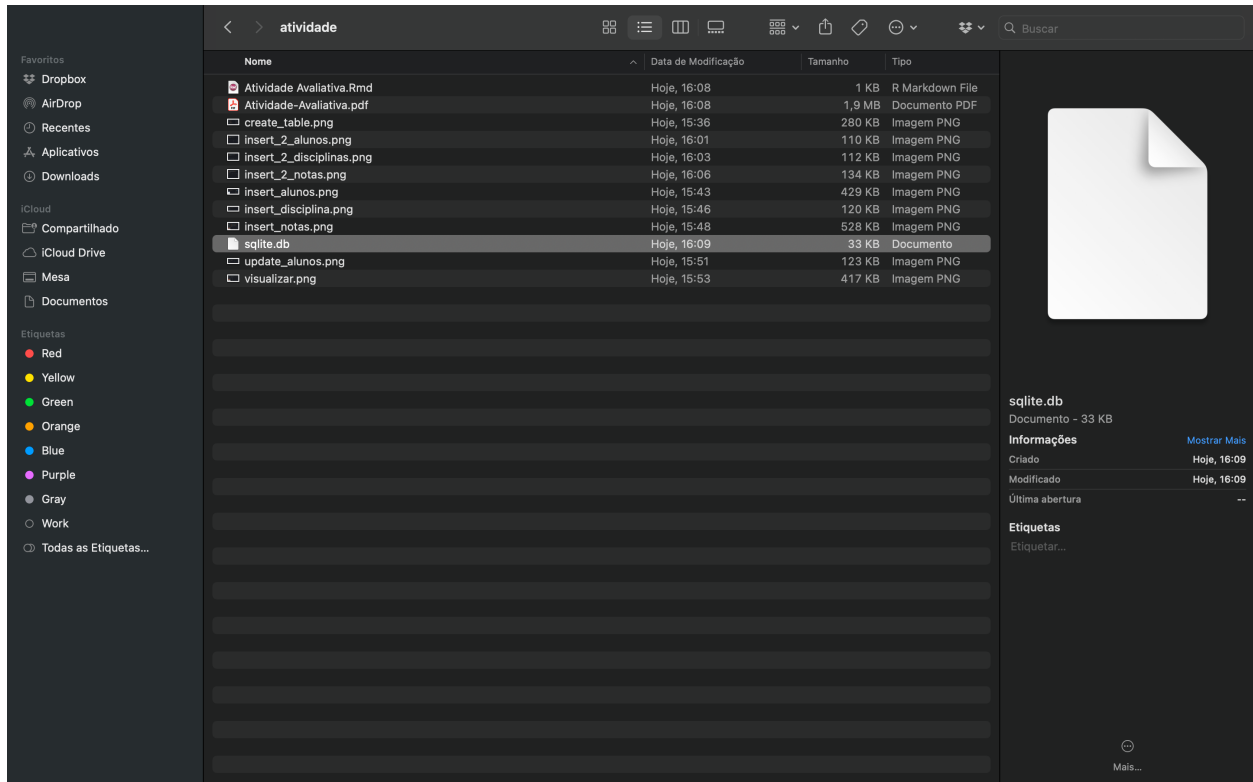 atividade
Buscar
Favoritos
Dropbox
AirDrop
Recentes
Aplicativos
Downloads
iCloud
Compartilhado
iCloud Drive
Mesa
Documentos
Etiquetas
Red
Yellow
Green
Orange
Blue
Purple
Gray
Work
Todas as Etiquetas...
Nome Data de Modificação Tamanho Tipo
Atividade Avaliativa.Rmd Hoje, 16:08 1 KB R Markdown File
Atividade-Avaliativa.pdf Hoje, 16:08 1,9 MB Documento PDF
create_table.png Hoje, 15:36 280 KB Imagem PNG
insert_2_alunos.png Hoje, 16:01 110 KB Imagem PNG
insert_2_disciplinas.png Hoje, 16:03 112 KB Imagem PNG
insert_2_notas.png Hoje, 16:06 134 KB Imagem PNG
insert_alunos.png Hoje, 15:43 429 KB Imagem PNG
insert_disciplina.png Hoje, 15:46 120 KB Imagem PNG
insert_notas.png Hoje, 15:48 528 KB Imagem PNG
sqlite.db Hoje, 16:09 33 KB Documento
update_alunos.png Hoje, 15:51 123 KB Imagem PNG
visualizar.png Hoje, 15:53 417 KB Imagem PNG
sqlite.db
Documento - 33 KB
Informações Mostrar Mais
Criado Hoje, 16:09
Modificado Hoje, 16:09
Última abertura --
Etiquetas
Etiquetar...
Mais...